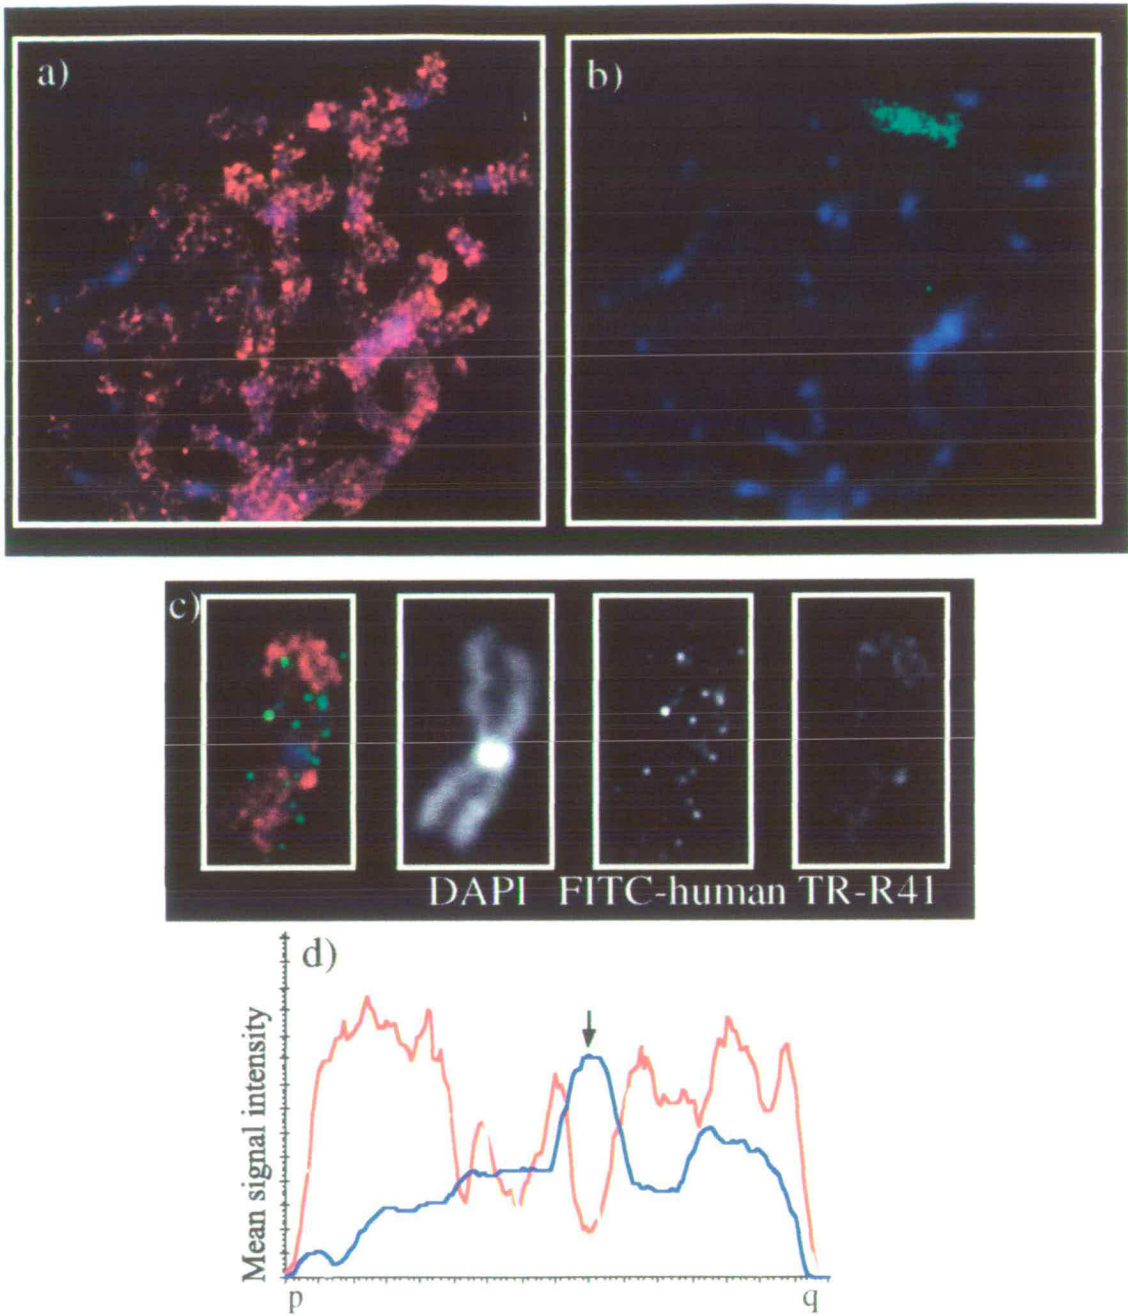 a)
b)
c)
DAPI FITC-human TR-R41
d)
Mean signal intensity
p
q